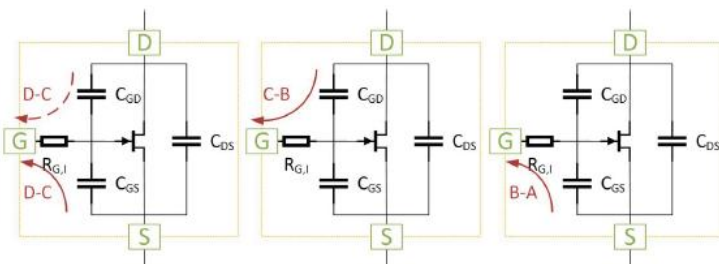 D
D-C
C_GD
G
R_G,I
C_DS
D-C
C_GS
S
D
C-B
C_GD
G
R_G,I
C_DS
C_GS
S
D
C_GD
G
R_G,I
C_DS
B-A
C_GS
S